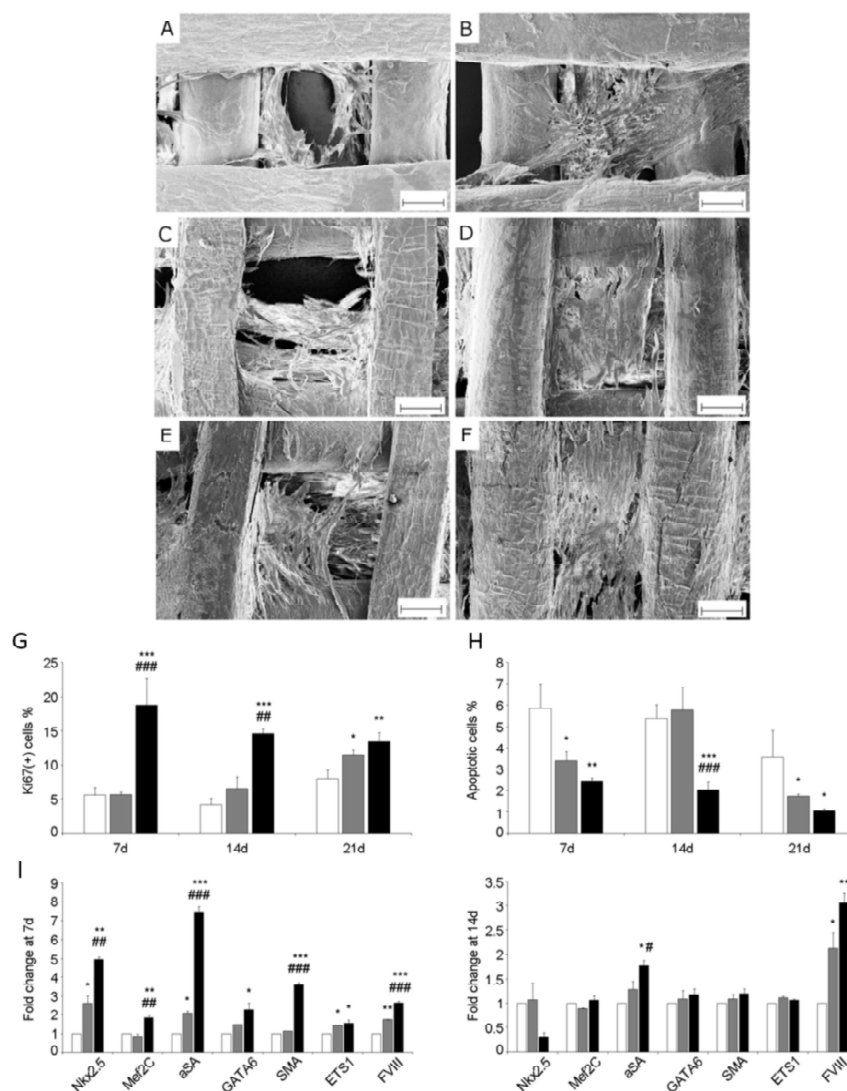 A
B
C
D
E
F
G
H
***
###
***
##
*
**
25
20
15
10
5
0
Ki67(+) cells %
7d
14d
21d
*
**
***
###
*
*
8
7
6
5
4
3
2
1
0
Apoptotic cells %
7d
14d
21d
I
**
##
*
**
##
***
###
*
*
***
###
*
*
**
***
###
9
8
7
6
5
4
3
2
1
0
Fold change at 7d
Nkx2.5
Mef2C
aSA
GATA6
SMA
ETS1
FVIII
*#
*
**
3.5
3
2.5
2
1.5
1
0.5
0
Fold change at 14d
Nkx2.5
Mef2C
aSA
GATA6
SMA
ETS1
FVIII